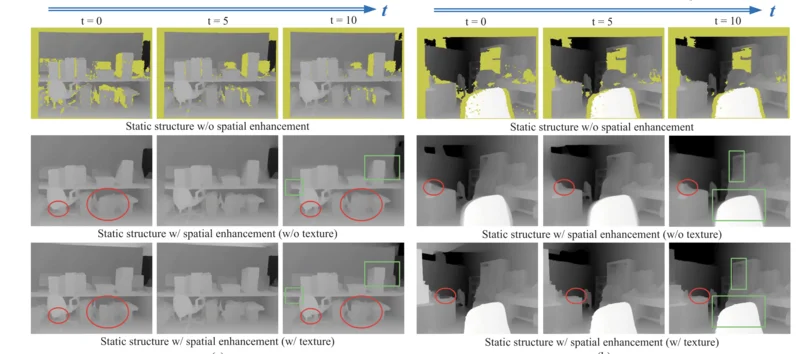 t
t = 0 t = 5 t = 10
Static structure w/o spatial enhancement
Static structure w/ spatial enhancement (w/o texture)
Static structure w/ spatial enhancement (w/ texture)
t
t = 0 t = 5 t = 10
Static structure w/o spatial enhancement
Static structure w/ spatial enhancement (w/o texture)
Static structure w/ spatial enhancement (w/ texture)